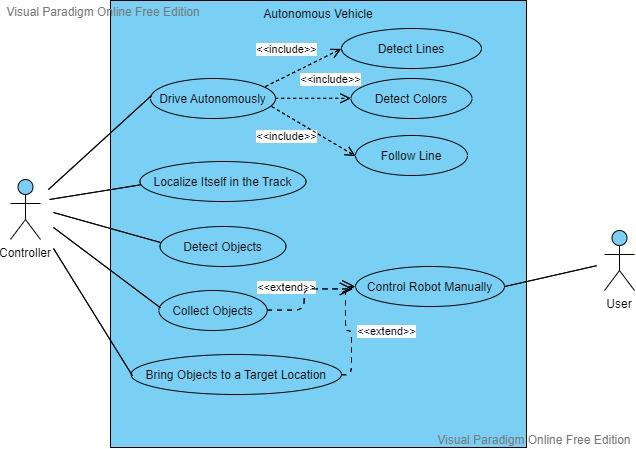 Visual Paradigm Online Free Edition
Autonomous Vehicle
<<include>>
Detect Lines
<<include>>
Drive Autonomously
Detect Colors
<<include>>
Follow Line
Localize Itself in the Track
Controller
Detect Objects
<<extend>>
Control Robot Manually
User
Collect Objects
<<extend>>
Bring Objects to a Target Location
Visual Paradigm Online Free Edition